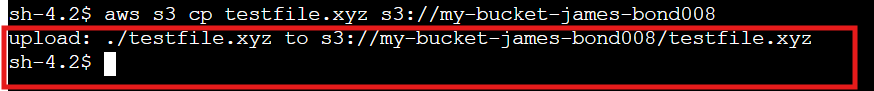 sh-4.2$ aws s3 cp testfile.xyz s3://my-bucket-james-bond008
upload: ./testfile.xyz to s3://my-bucket-james-bond008/testfile.xyz
sh-4.2$